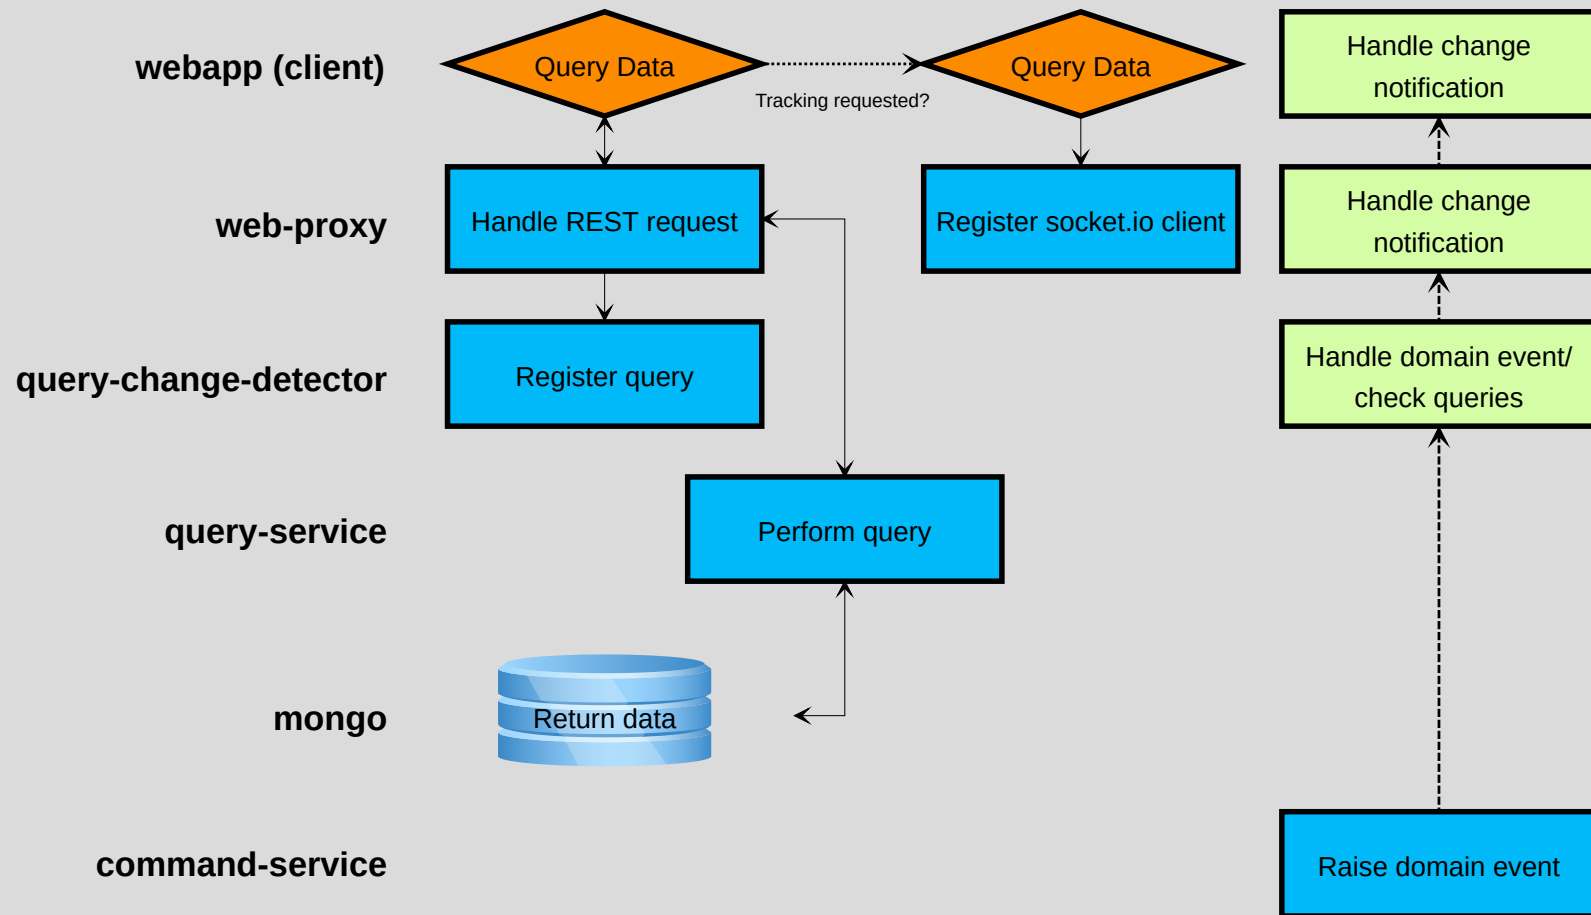 webapp (client)
Query Data
Tracking requested?
Query Data
Handle change
notification
web-proxy
Handle REST request
Register socket.io client
Handle change
notification
query-change-detector
Register query
Handle domain event/
check queries
query-service
Perform query
mongo
Return data
command-service
Raise domain event